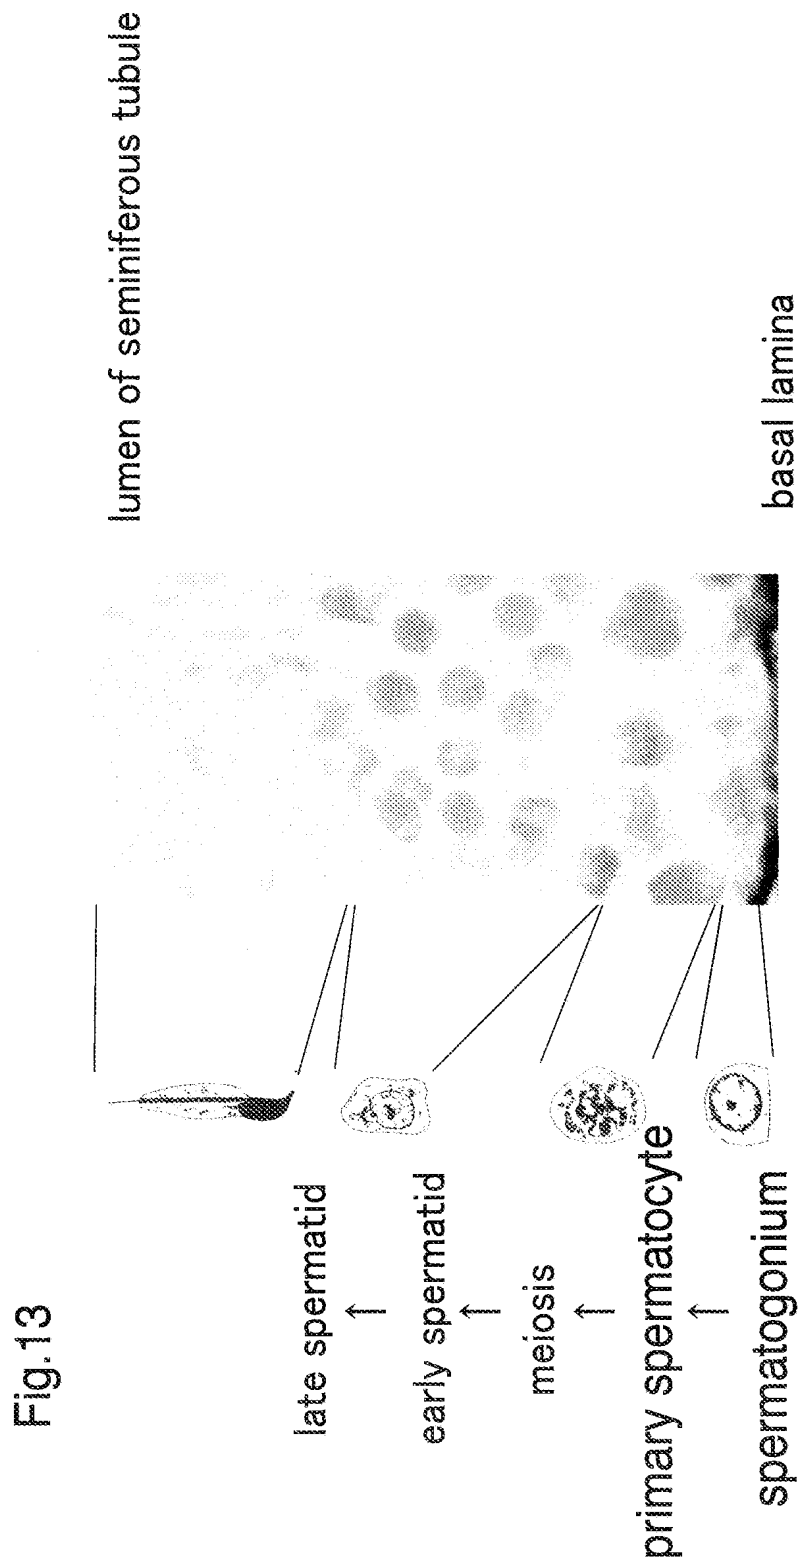 Fig.13
late spermatid
↑
early spermatid
↑
meiosis
↑
primary spermatocyte
↑
spermatogonium
lumen of seminiferous tubule
basal lamina